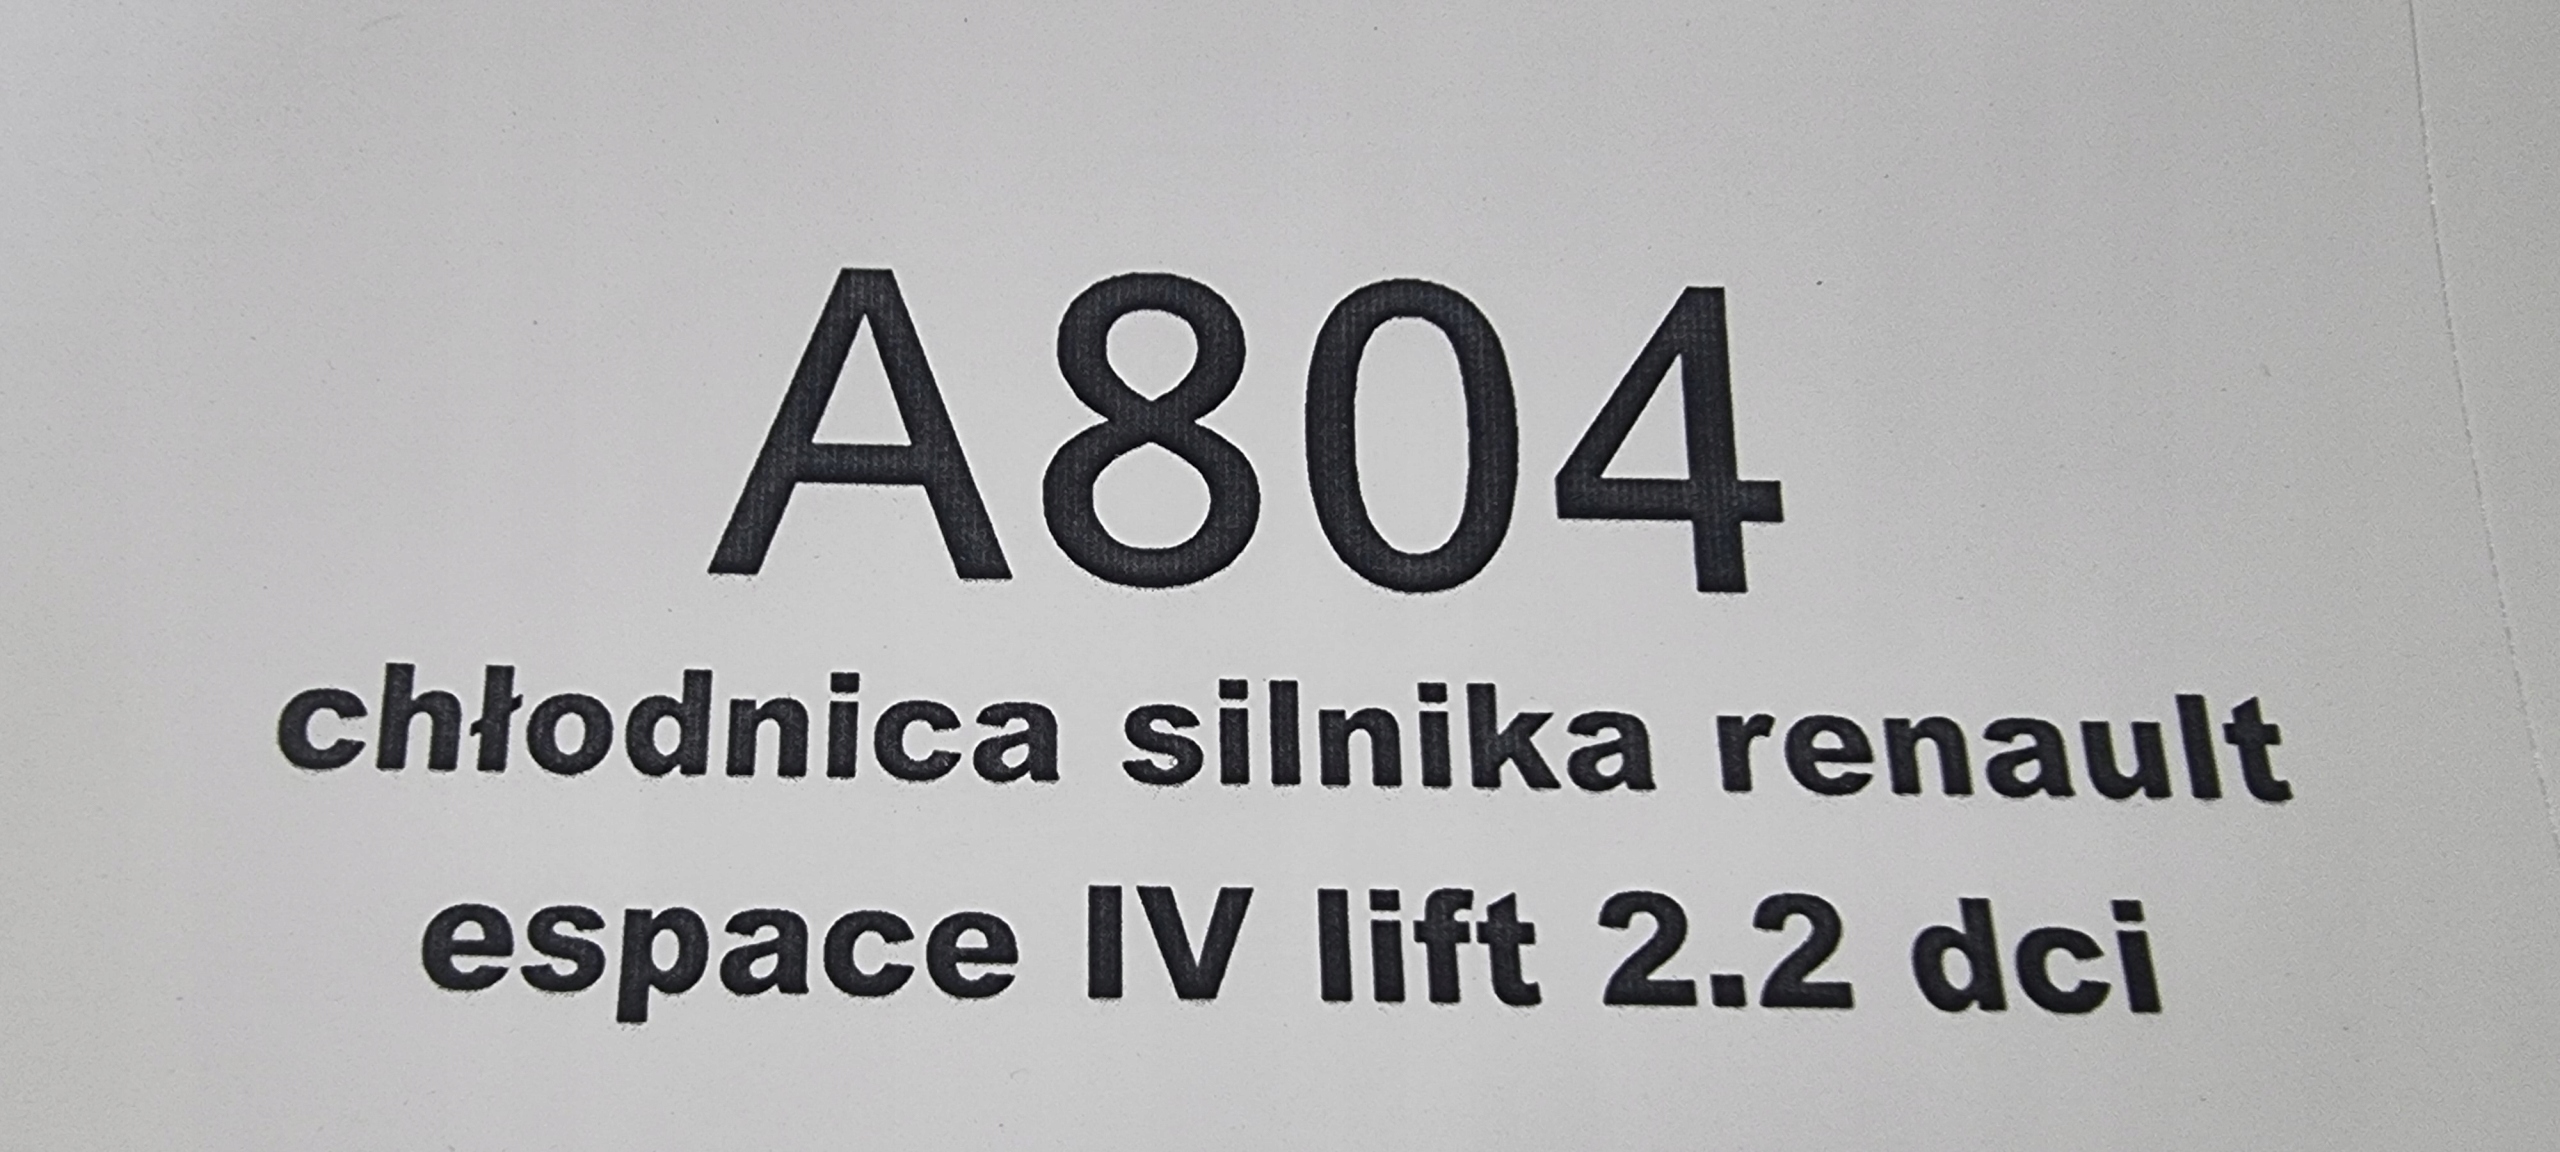 A804
chłodnica silnika renault
espace IV lift 2.2 dci